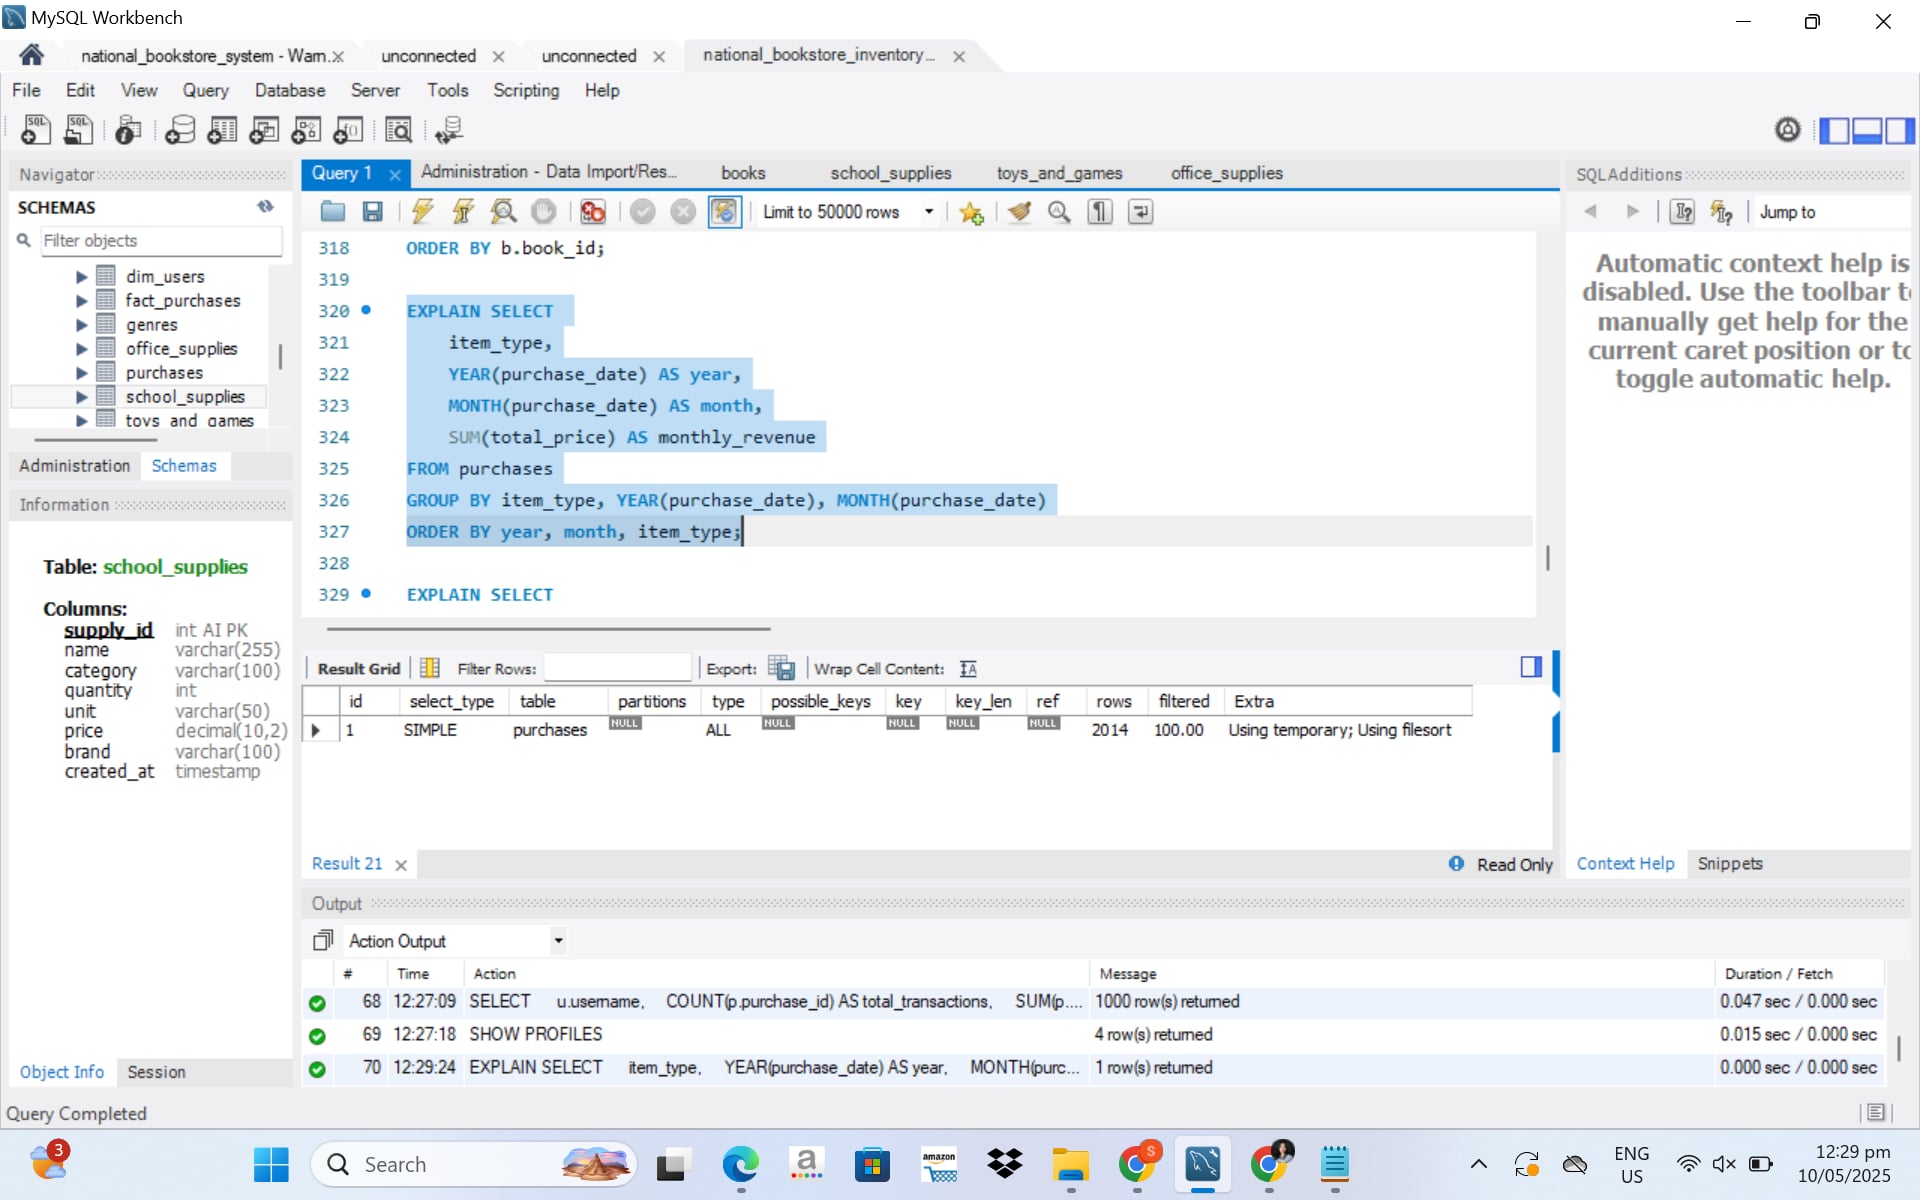 MySQL Workbench
national_bookstore_system - Warn...
unconnected
unconnected
national_bookstore_inventory...
File Edit View Query Database Server Tools Scripting Help
Navigator
SCHEMAS
Filter objects
dim_users
fact_purchases
genres
office_supplies
purchases
school_supplies
toys_and_games
Administration Schemas
Information
Table: school_supplies
Columns:
supply_id int AI PK
name varchar(255)
category varchar(100)
quantity int
unit varchar(50)
price decimal(10,2)
brand varchar(100)
created_at timestamp
Object Info Session
Query 1 Administration - Data Import/Res... books school_supplies toys_and_games office_supplies
Limit to 50000 rows
318 ORDER BY b.book_id;
319
320 EXPLAIN SELECT
321 item_type,
322 YEAR(purchase_date) AS year,
323 MONTH(purchase_date) AS month,
324 SUM(total_price) AS monthly_revenue
325 FROM purchases
326 GROUP BY item_type, YEAR(purchase_date), MONTH(purchase_date)
327 ORDER BY year, month, item_type;
328
329 EXPLAIN SELECT
Result Grid Filter Rows: Export: Wrap Cell Content:
id select_type table partitions type possible_keys key key_len ref rows filtered Extra
1 SIMPLE purchases NULL ALL NULL NULL NULL NULL 2014 100.00 Using temporary; Using filesort
Result 21
Read Only
SQLAdditions
Jump to
Automatic context help is
disabled. Use the toolbar to
manually get help for the
current caret position or to
toggle automatic help.
Context Help Snippets
Output
Action Output
# Time Action Message Duration / Fetch
68 12:27:09 SELECT u.username, COUNT(p.purchase_id) AS total_transactions, SUM(p.... 1000 row(s) returned 0.047 sec / 0.000 sec
69 12:27:18 SHOW PROFILES 4 row(s) returned 0.015 sec / 0.000 sec
70 12:29:24 EXPLAIN SELECT item_type, YEAR(purchase_date) AS year, MONTH(purc... 1 row(s) returned 0.000 sec / 0.000 sec
Query Completed
3
Search
a
amazon
S
ENG
US
12:29 pm
10/05/2025